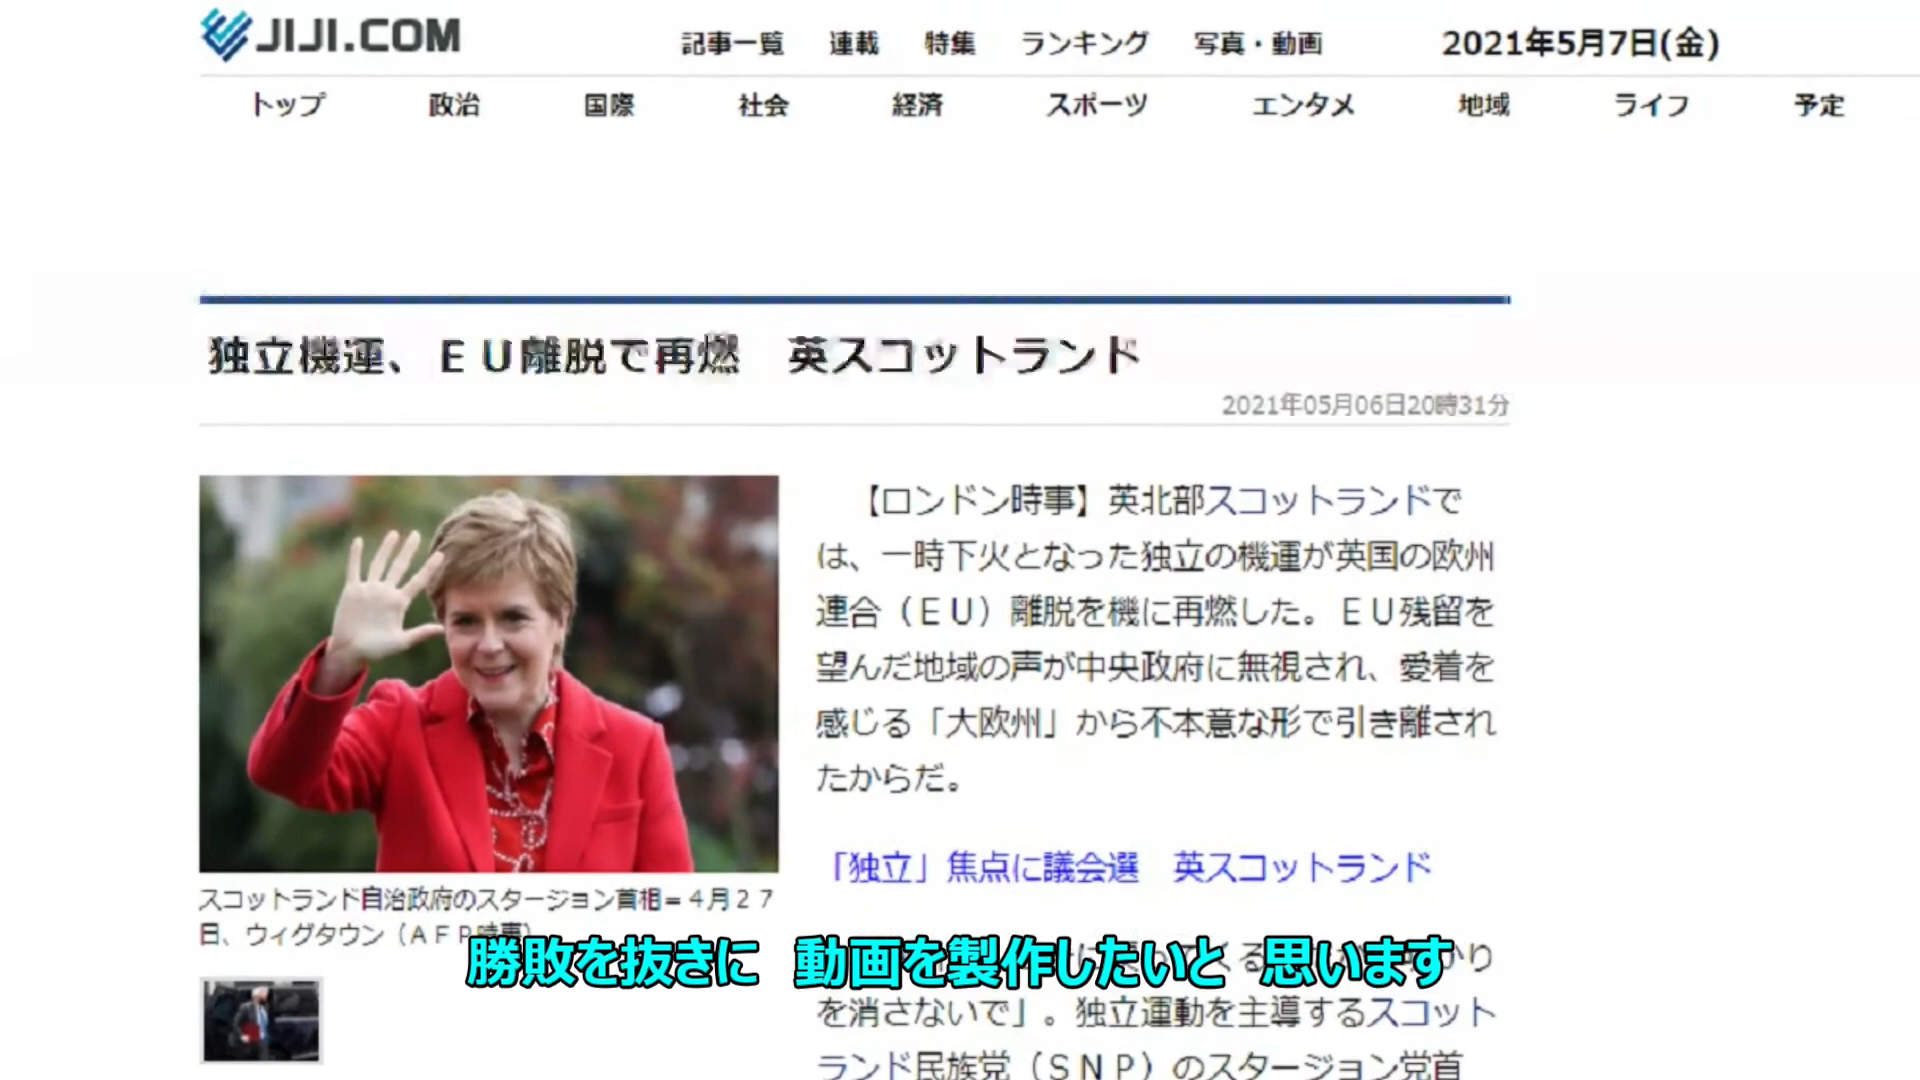 JIJI.COM
記事一覧 連載 特集 ランキング 写真・動画 2021年5月7日(金)
トップ 政治 国際 社会 経済 スポーツ エンタメ 地域 ライフ 予定
独立機運、ＥＵ離脱で再燃　英スコットランド
2021年05月06日20時31分
【ロンドン時事】英北部スコットランドで
は、一時下火となった独立の機運が英国の欧州
連合（ＥＵ）離脱を機に再燃した。ＥＵ残留を
望んだ地域の声が中央政府に無視され、愛着を
感じる「大欧州」から不本意な形で引き離され
たからだ。
「独立」焦点に議会選　英スコットランド
スコットランド自治政府のスタージョン首相＝４月２７
日、ウィグタウン（ＡＦＰ時事）
勝敗を抜きに　動画を製作したいと　思います
を消さないで」。独立運動を主導するスコット
ランド民族党（ＳＮＰ）のスタージョン党首